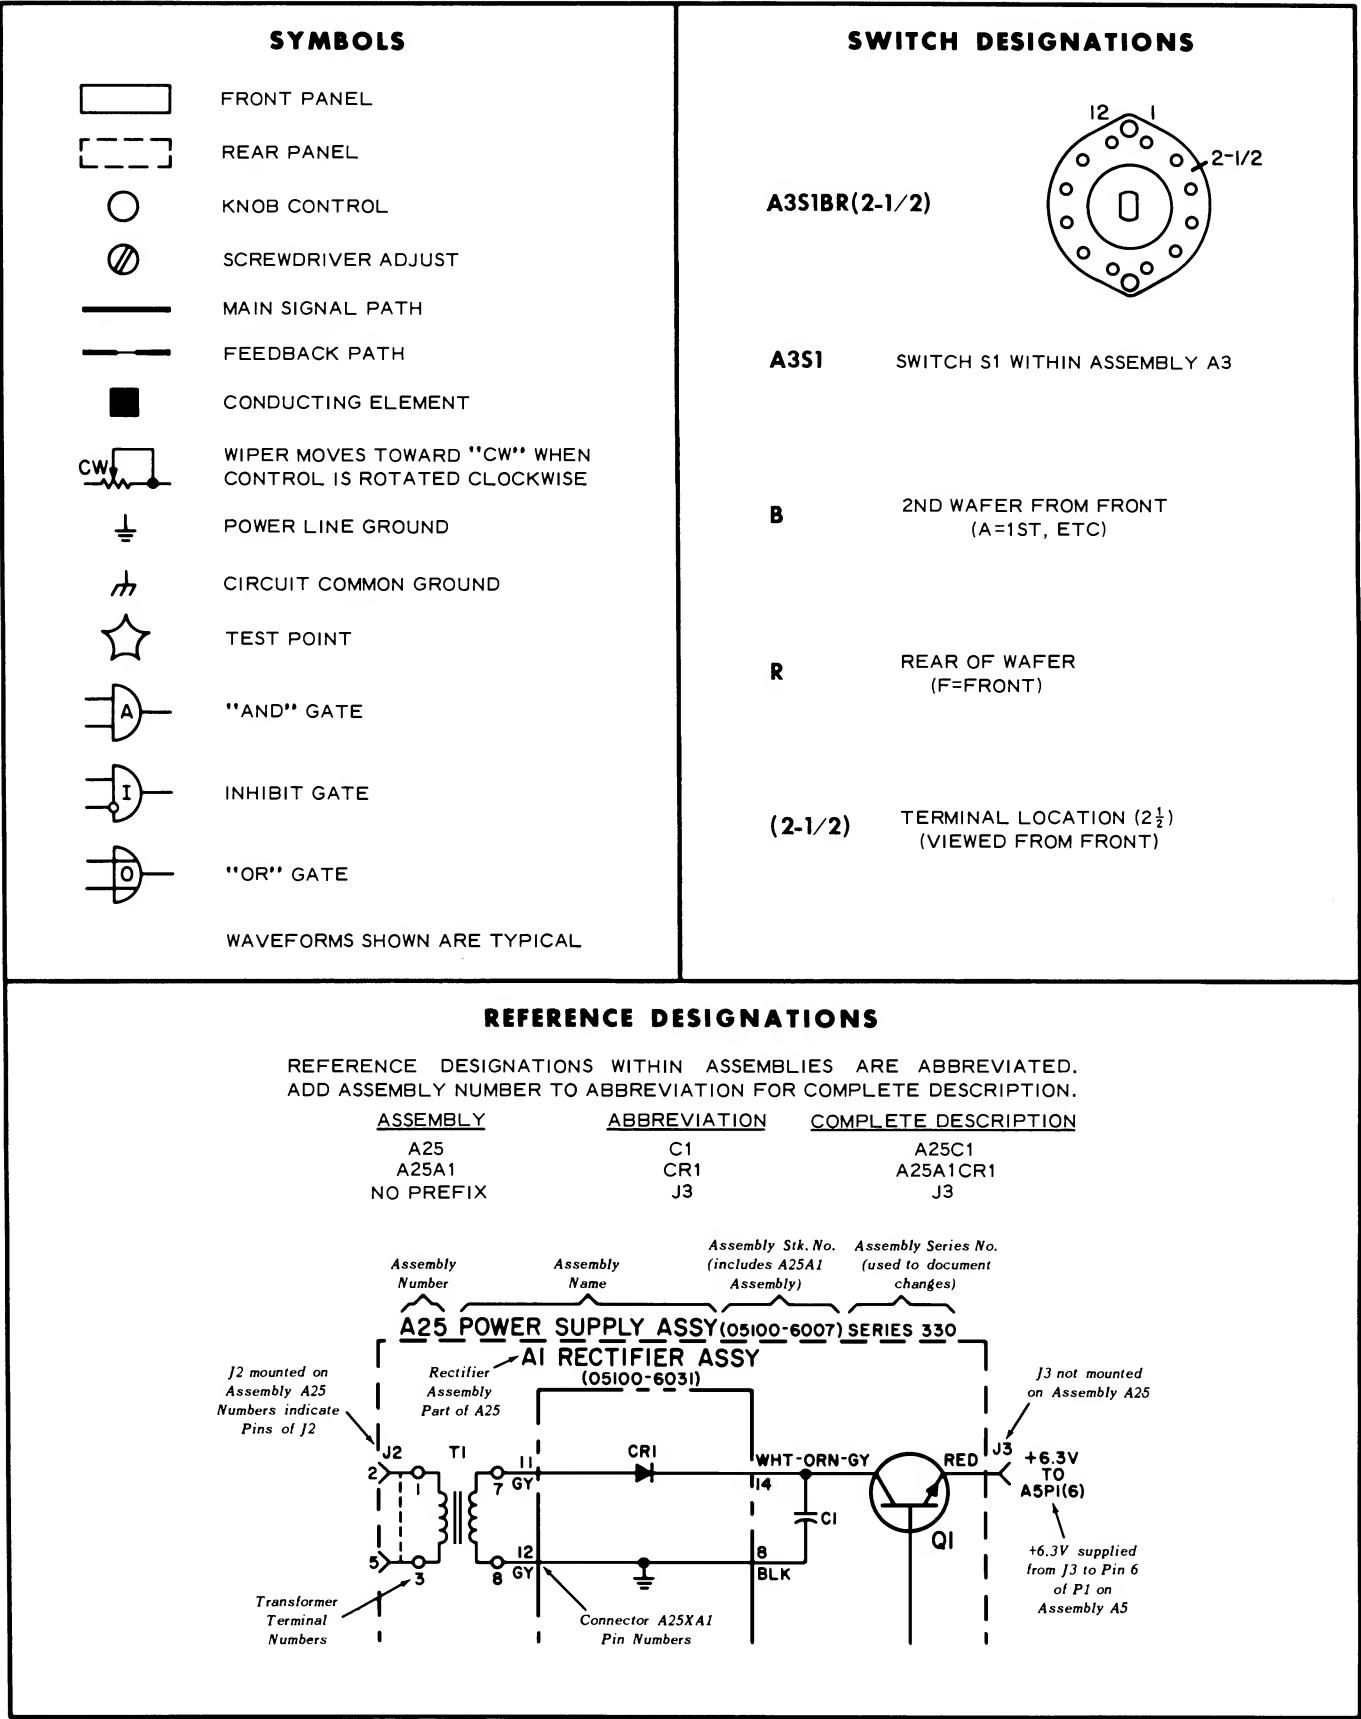 SYMBOLS
FRONT PANEL
REAR PANEL
KNOB CONTROL
SCREWDRIVER ADJUST
MAIN SIGNAL PATH
FEEDBACK PATH
CONDUCTING ELEMENT
CW
WIPER MOVES TOWARD "CW" WHEN
CONTROL IS ROTATED CLOCKWISE
POWER LINE GROUND
CIRCUIT COMMON GROUND
TEST POINT
A
"AND" GATE
I
INHIBIT GATE
O
"OR" GATE
WAVEFORMS SHOWN ARE TYPICAL
SWITCH DESIGNATIONS
12 1
2-1/2
A3S1BR(2-1/2)
A3S1 SWITCH S1 WITHIN ASSEMBLY A3
B 2ND WAFER FROM FRONT
(A=1ST, ETC)
R REAR OF WAFER
(F=FRONT)
(2-1/2) TERMINAL LOCATION (2½)
(VIEWED FROM FRONT)
REFERENCE DESIGNATIONS
REFERENCE DESIGNATIONS WITHIN ASSEMBLIES ARE ABBREVIATED.
ADD ASSEMBLY NUMBER TO ABBREVIATION FOR COMPLETE DESCRIPTION.
ASSEMBLY ABBREVIATION COMPLETE DESCRIPTION
A25 C1 A25C1
A25A1 CR1 A25A1CR1
NO PREFIX J3 J3
Assembly
Number
Assembly
Name
Assembly Stk. No.
(includes A25A1
Assembly)
Assembly Series No.
(used to document
changes)
A25 POWER SUPPLY ASSY (05100-6007) SERIES 330
A1 RECTIFIER ASSY
(05100-6031)
J2 mounted on
Assembly A25
Numbers indicate
Pins of J2
Rectifier
Assembly
Part of A25
J3 not mounted
on Assembly A25
J2 T1 CR1
2 1 7 11
GY
WHT-ORN-GY
14
RED
J3
+6.3V
TO
A5P1(6)
C1
Q1
5 3 8 12
GY
8
BLK
+6.3V supplied
from J3 to Pin 6
of P1 on
Assembly A5
Transformer
Terminal
Numbers
Connector A25XA1
Pin Numbers